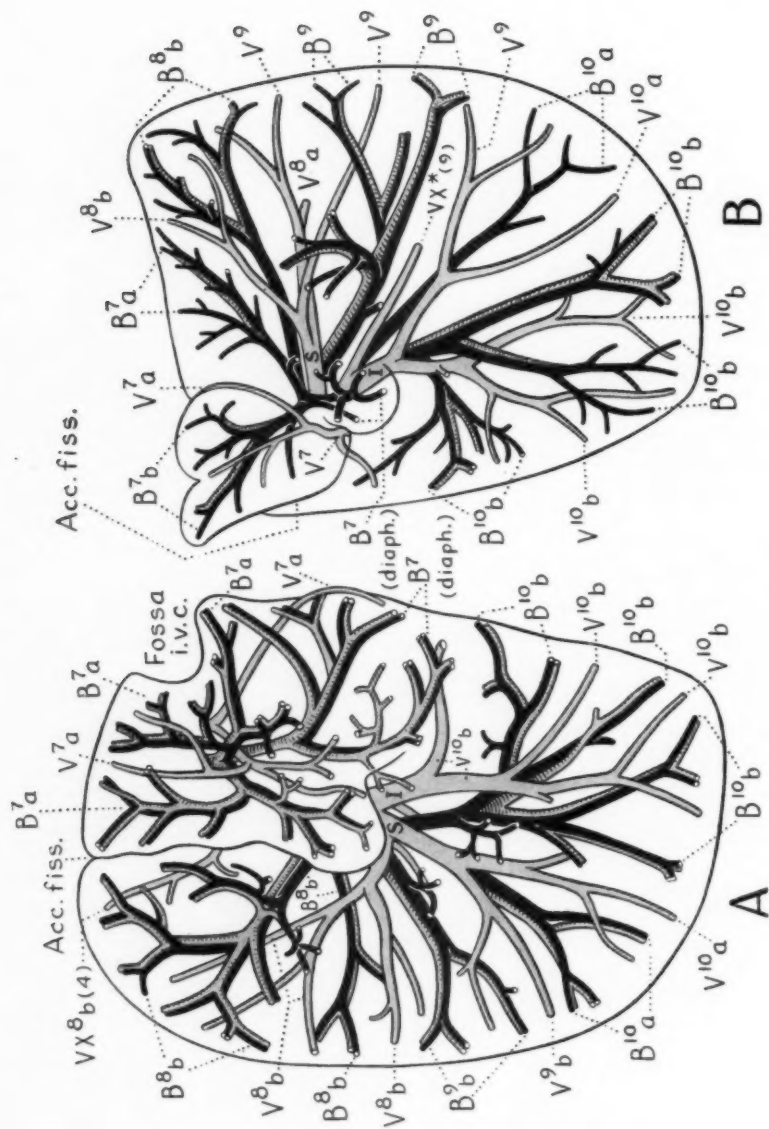 Acc. fiss.
VX⁸b(4)
B⁷a
V⁷a
B⁷a
Fossa
i.v.c.
B⁷a
V⁷a
B⁷
(diaph.)
B¹⁰b
V¹⁰b
B¹⁰b
V¹⁰b
B¹⁰b
V¹⁰b
S
I
B⁸b
B⁸b
V⁸b
B⁸b
V⁸b
B⁹b
V⁹b
B¹⁰a
V¹⁰a
A
Acc. fiss.
B⁷b
V⁷a
B⁷a
V⁸b
B⁸b
V⁹
V⁸a
B⁹
V⁹
B⁹
VX*(9)
V⁹
B¹⁰a
V¹⁰a
B¹⁰b
V¹⁰b
B¹⁰b
V¹⁰b
B¹⁰b
B⁷
(diaph.)
V⁷
S
I
B